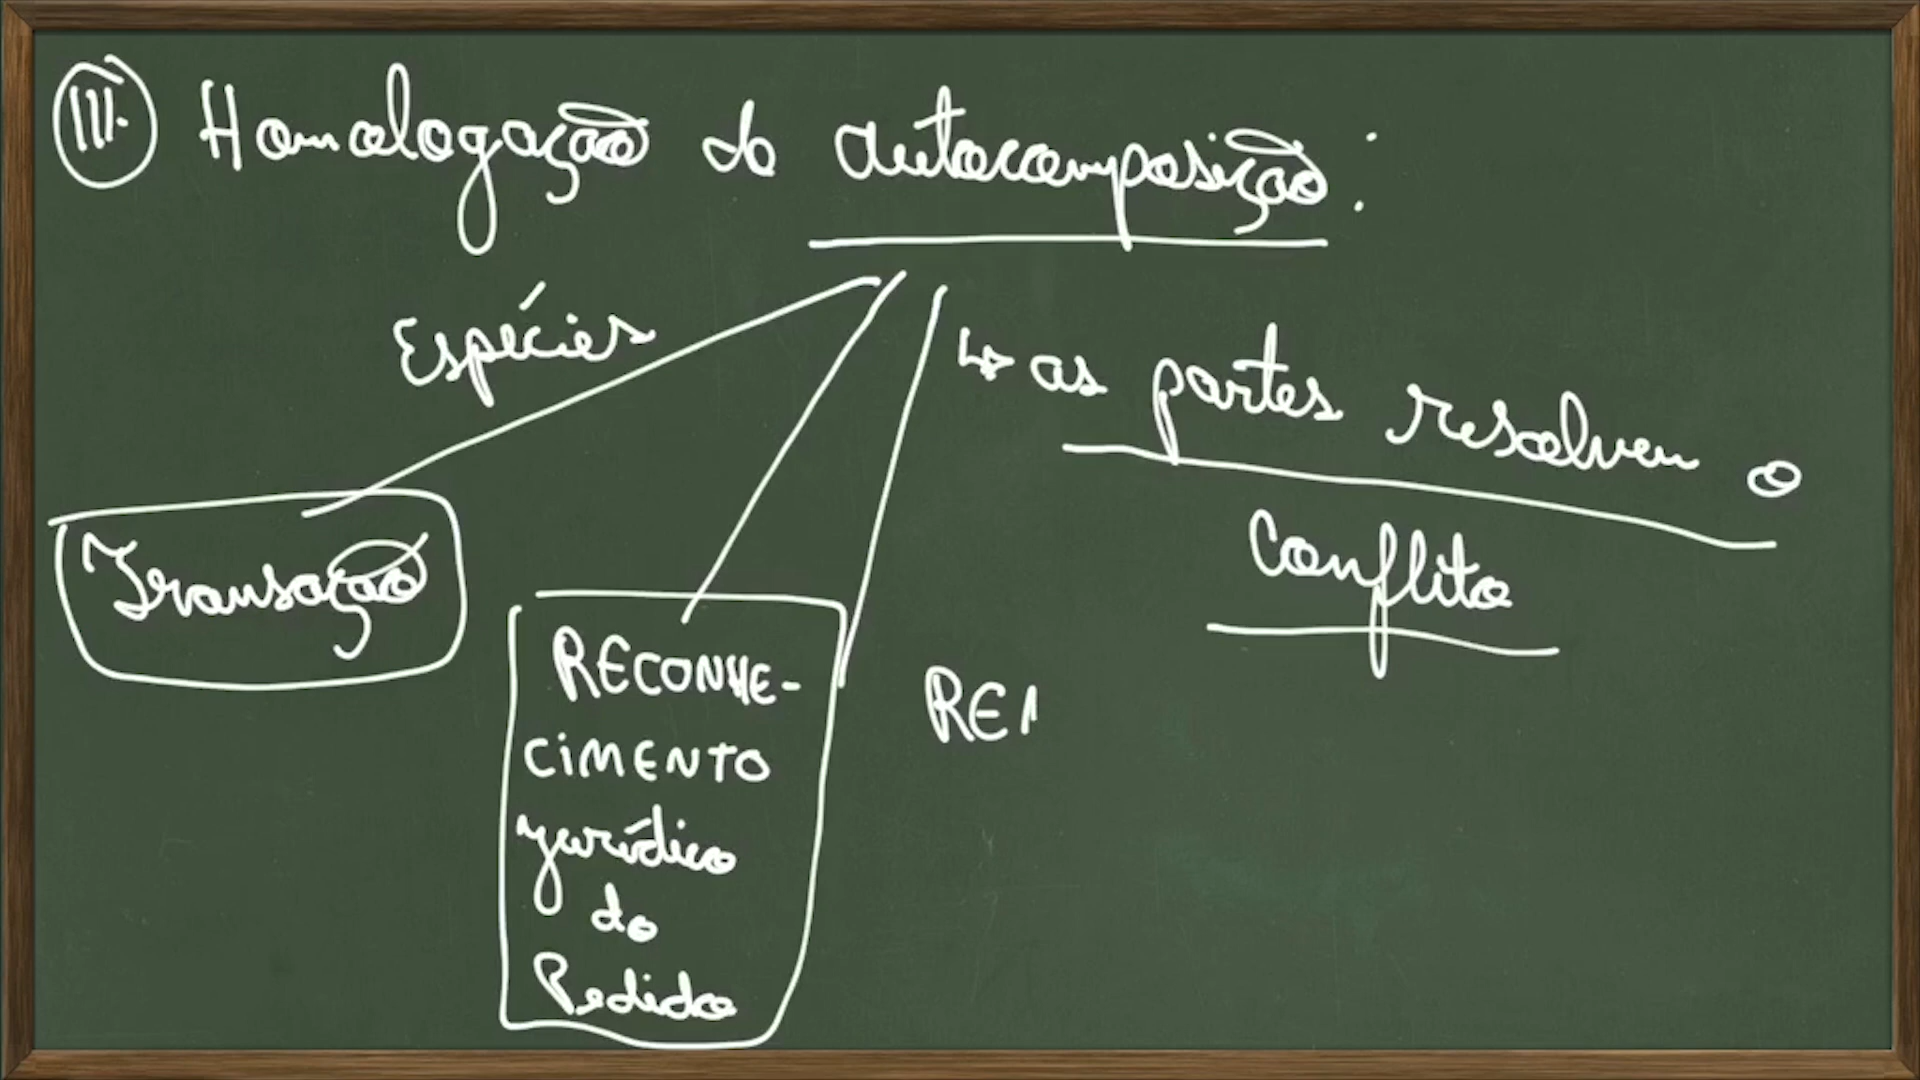 III. Homologação da autocomposição:
Espécies
↳ as partes resolvem o
conflito
Transação
RECONHE-
CIMENTO
jurídico
do
Pedido
RE